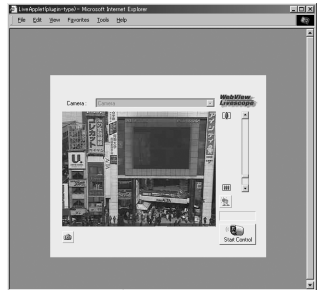 LiveApplet(plugin-type) - Microsoft Internet Explorer
File Edit View Favorites Tools Help
Camera: Camera
WebView
Livescope
U.
Start Control